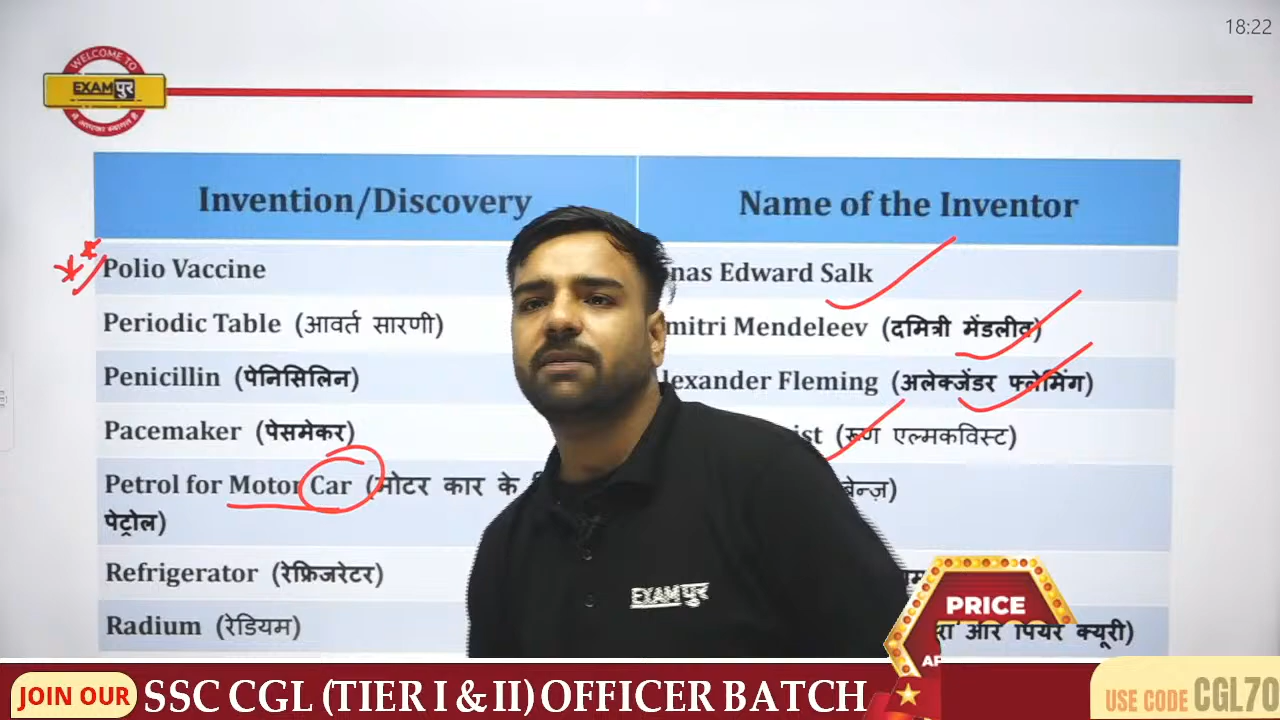 18:22
WELCOME TO
EXAMपुर
में आपका स्वागत है
Invention/Discovery Name of the Inventor
Polio Vaccine nas Edward Salk
Periodic Table (आवर्त सारणी) mitri Mendeleev (दमित्री मेंडलीव)
Penicillin (पेनिसिलिन) lexander Fleming (अलेक्जेंडर फ्लेमिंग)
Pacemaker (पेसमेकर) ist (रूण एल्मकविस्ट)
Petrol for Motor Car (मोटर कार के बेन्ज़)
पेट्रोल)
Refrigerator (रेफ्रिजरेटर)
Radium (रेडियम) और पियर क्यूरी)
EXAMपुर
PRICE
JOIN OUR SSC CGL (TIER I & II) OFFICER BATCH
USE CODE CGL70